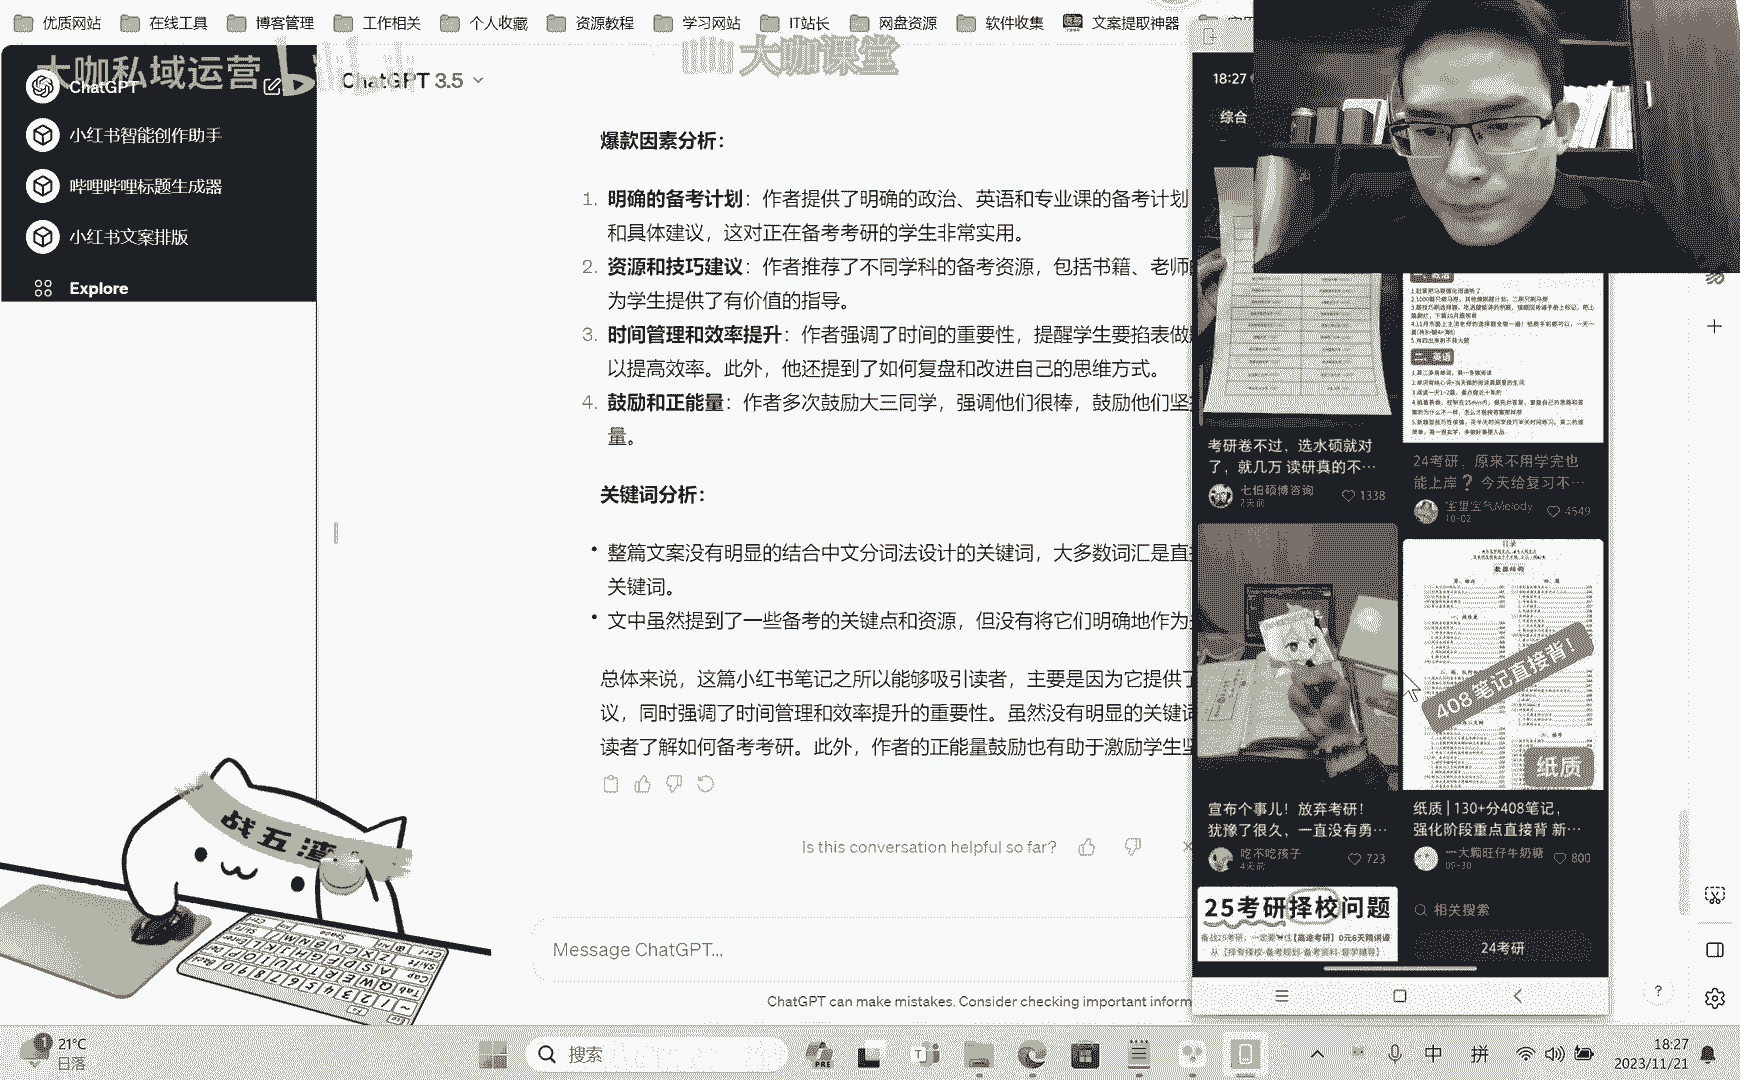 优质网站
在线工具
博客管理
工作相关
个人收藏
资源教程
学习网站
IT站长
网盘资源
软件收集
文案提取神器
大咖私域运营
大咖课堂
ChatGPT
小红书智能创作助手
哔哩哔哩标题生成器
小红书文案排版
Explore
ChatGPT 3.5
爆款因素分析：
1. 明确的备考计划：作者提供了明确的政治、英语和专业课的备考计划
和具体建议，这对正在备考考研的学生非常实用。
2. 资源和技巧建议：作者推荐了不同学科的备考资源，包括书籍、老师
为学生提供了有价值的指导。
3. 时间管理和效率提升：作者强调了时间的重要性，提醒学生要掐表做
以提高效率。此外，他还提到了如何复盘和改进自己的思维方式。
4. 鼓励和正能量：作者多次鼓励大三同学，强调他们很棒，鼓励他们坚
量。
关键词分析：
• 整篇文案没有明显的结合中文分词法设计的关键词，大多数词汇是直
关键词。
• 文中虽然提到了一些备考的关键点和资源，但没有将它们明确地作为
总体来说，这篇小红书笔记之所以能够吸引读者，主要是因为它提供了
议，同时强调了时间管理和效率提升的重要性。虽然没有明显的关键词
读者了解如何备考考研。此外，作者的正能量鼓励也有助于激励学生坚
Is this conversation helpful so far?
Message ChatGPT...
ChatGPT can make mistakes. Consider checking important inform
18:27
综合
考研卷不过，选水硕就对
了，就几万 读研真的不…
七伯硕博咨询
2天前
1338
二、英语
24考研，原来不用学完也
能上岸？今天给复习不…
宝里宝气Melody
10-02
4549
目录
数据结构
408笔记直接背！
纸质
宣布个事儿！放弃考研！
犹豫了很久，一直没有勇…
吃不吃孩子
4天前
723
纸质 | 130+分408笔记，
强化阶段重点直接背 新…
一大颗旺仔牛奶糖
09-30
800
25考研择校问题
相关搜索
24考研
战五渣
21°C
日落
搜索
中
拼
18:27
2023/11/21